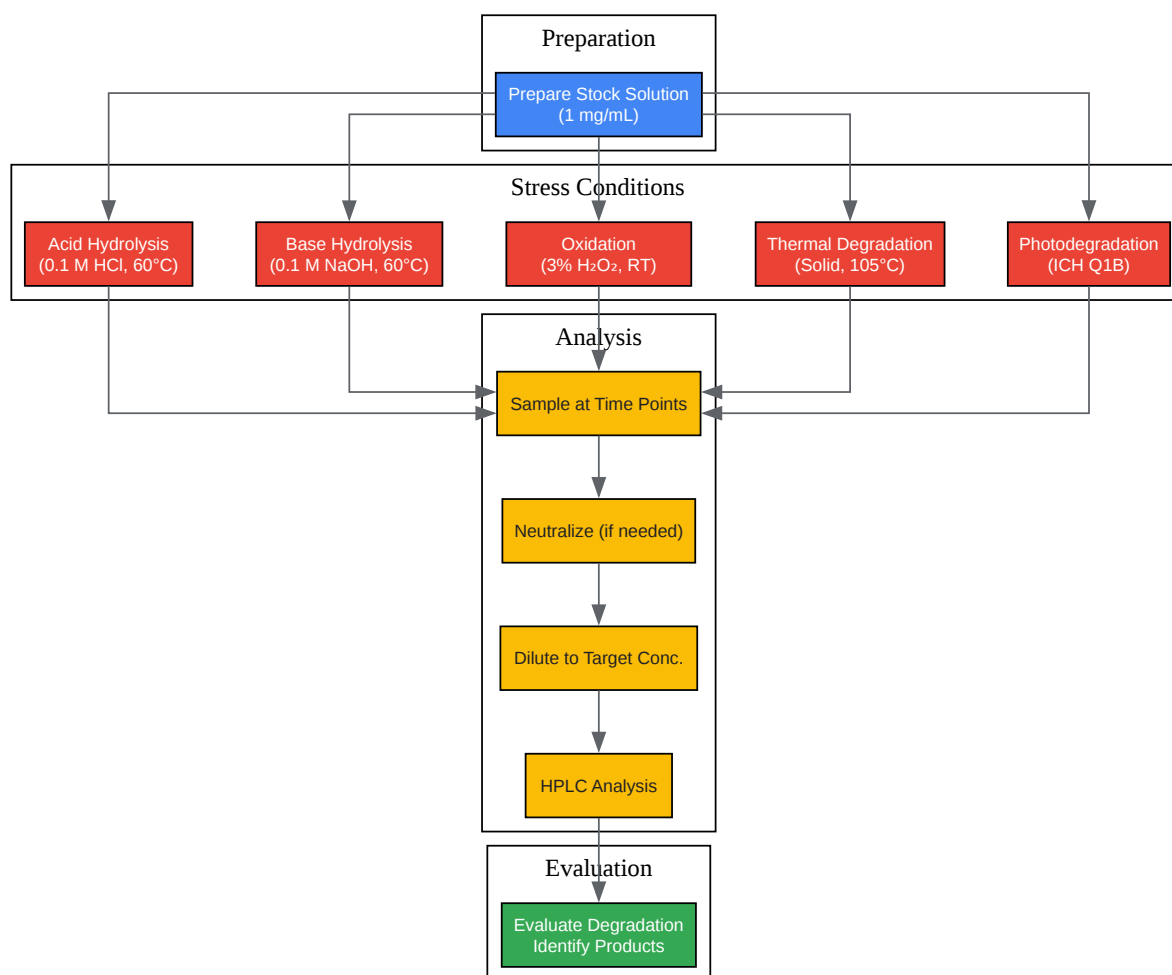 Preparation
Prepare Stock Solution
(1 mg/mL)
Stress Conditions
Acid Hydrolysis
(0.1 M HCl, 60°C)
Base Hydrolysis
(0.1 M NaOH, 60°C)
Oxidation
(3% H₂O₂, RT)
Thermal Degradation
(Solid, 105°C)
Photodegradation
(ICH Q1B)
Analysis
Sample at Time Points
Neutralize (if needed)
Dilute to Target Conc.
HPLC Analysis
Evaluation
Evaluate Degradation
Identify Products